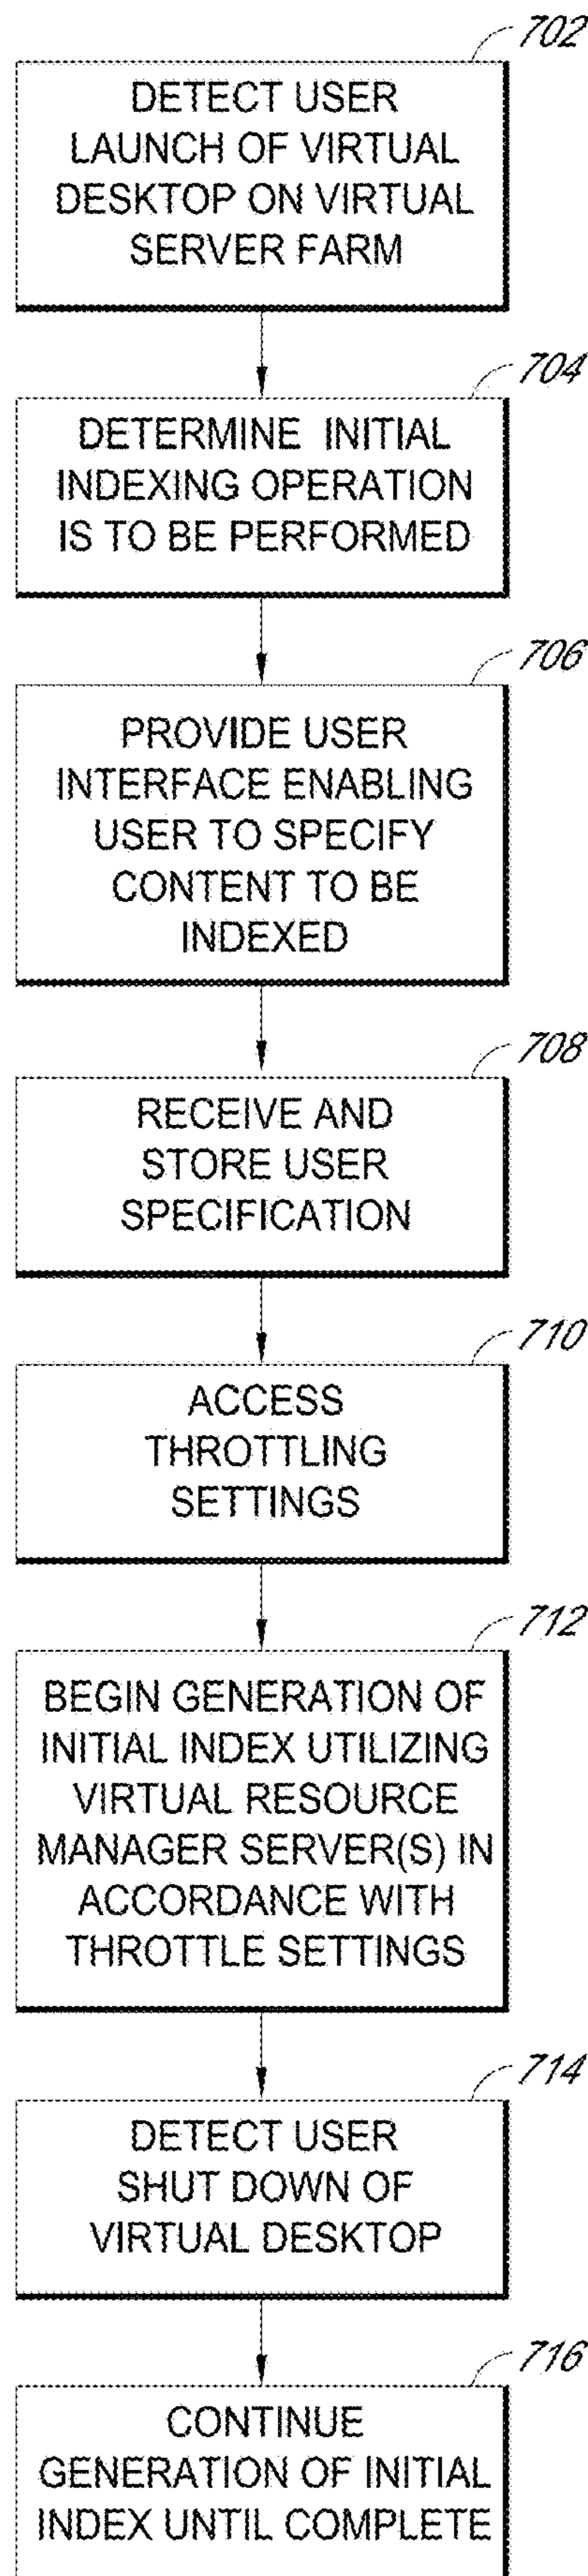 702
DETECT USER
LAUNCH OF VIRTUAL
DESKTOP ON VIRTUAL
SERVER FARM
704
DETERMINE INITIAL
INDEXING OPERATION
IS TO BE PERFORMED
706
PROVIDE USER
INTERFACE ENABLING
USER TO SPECIFY
CONTENT TO BE
INDEXED
708
RECEIVE AND
STORE USER
SPECIFICATION
710
ACCESS
THROTTLING
SETTINGS
712
BEGIN GENERATION OF
INITIAL INDEX UTILIZING
VIRTUAL RESOURCE
MANAGER SERVER(S) IN
ACCORDANCE WITH
THROTTLE SETTINGS
714
DETECT USER
SHUT DOWN OF
VIRTUAL DESKTOP
716
CONTINUE
GENERATION OF INITIAL
INDEX UNTIL COMPLETE